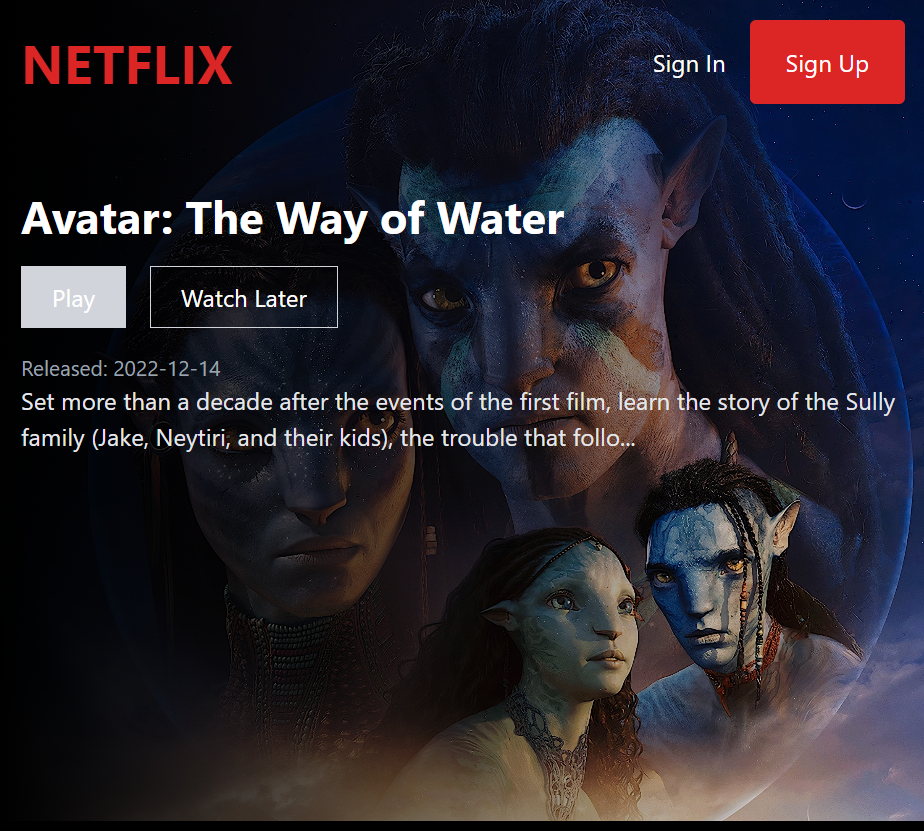 NETFLIX
Sign In
Sign Up
Avatar: The Way of Water
Play
Watch Later
Released: 2022-12-14
Set more than a decade after the events of the first film, learn the story of the Sully
family (Jake, Neytiri, and their kids), the trouble that follo...